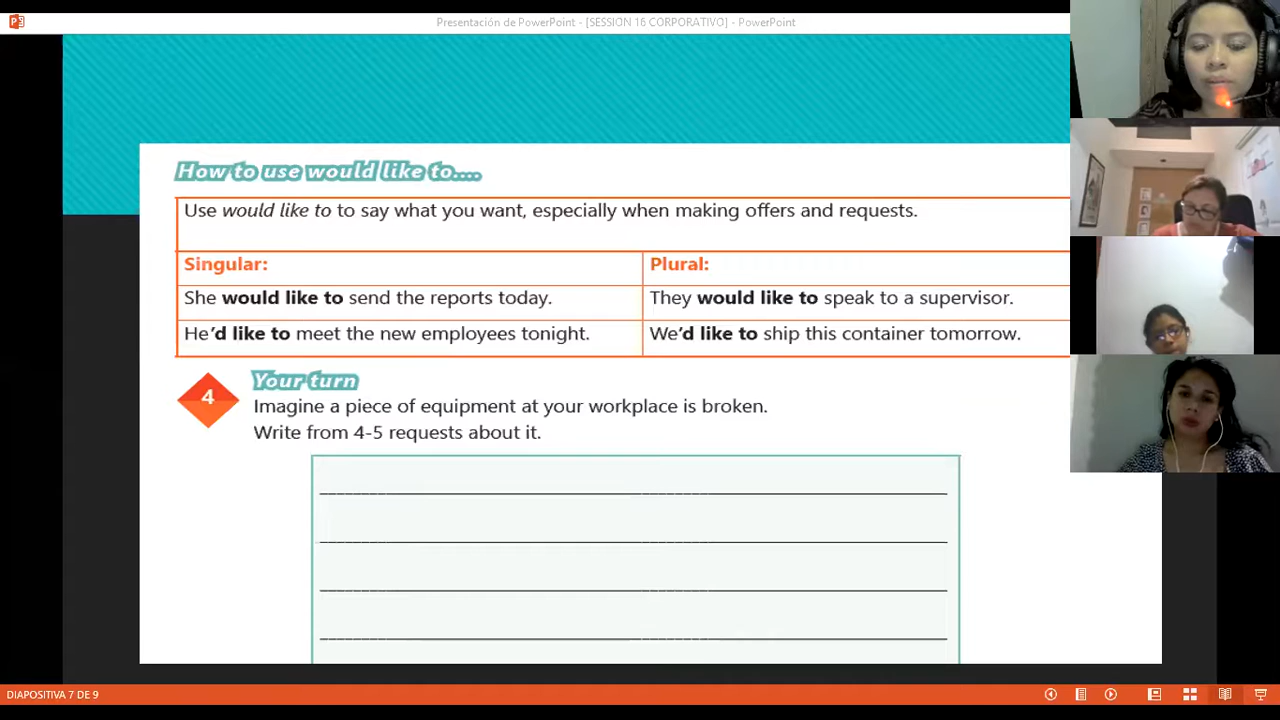 Presentación de PowerPoint - [SESSION 16 CORPORATIVO] - PowerPoint
How to use would like to....
Use would like to to say what you want, especially when making offers and requests.
Singular:
Plural:
She would like to send the reports today.
They would like to speak to a supervisor.
He'd like to meet the new employees tonight.
We'd like to ship this container tomorrow.
4
Your turn
Imagine a piece of equipment at your workplace is broken.
Write from 4-5 requests about it.
DIAPOSITIVA 7 DE 9